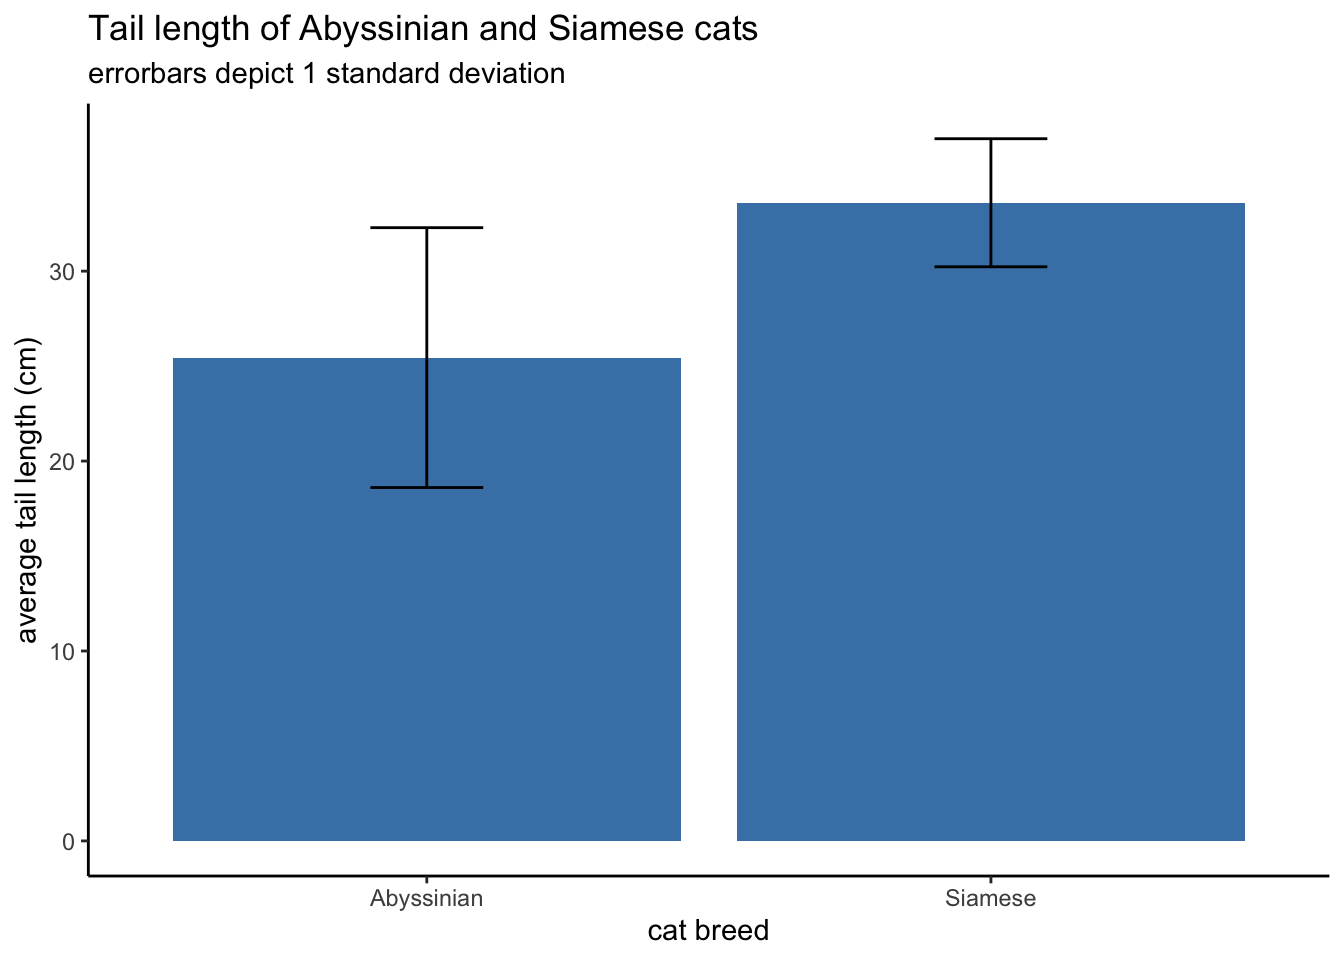 Tail length of Abyssinian and Siamese cats
errorbars depict 1 standard deviation
average tail length (cm)
30
20
10
0
Abyssinian
Siamese
cat breed